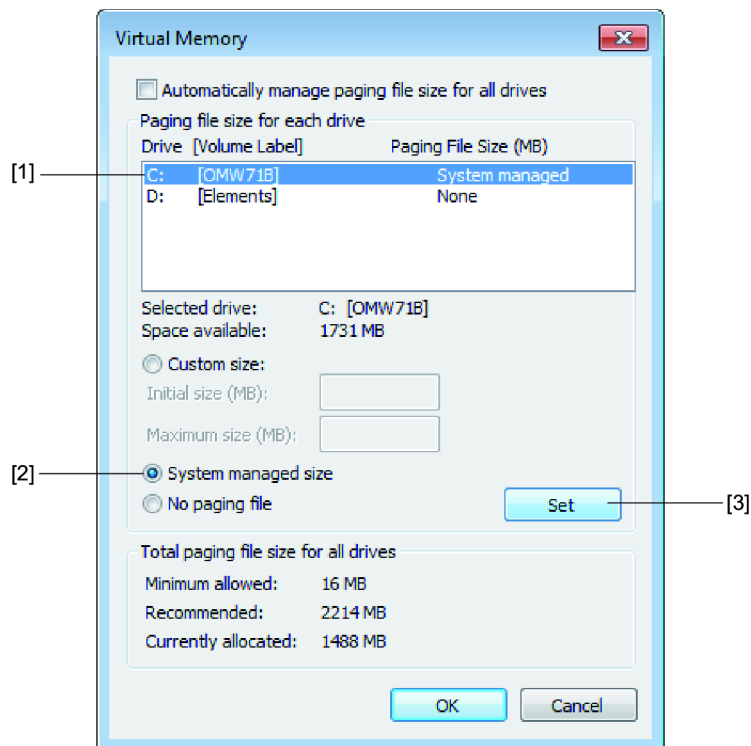 Virtual Memory
Automatically manage paging file size for all drives
Paging file size for each drive
Drive [Volume Label] Paging File Size (MB)
[1]
C: [OMW71B] System managed
D: [Elements] None
Selected drive: C: [OMW71B]
Space available: 1731 MB
Custom size:
Initial size (MB):
Maximum size (MB):
[2]
System managed size
No paging file
Set
[3]
Total paging file size for all drives
Minimum allowed: 16 MB
Recommended: 2214 MB
Currently allocated: 1488 MB
OK
Cancel